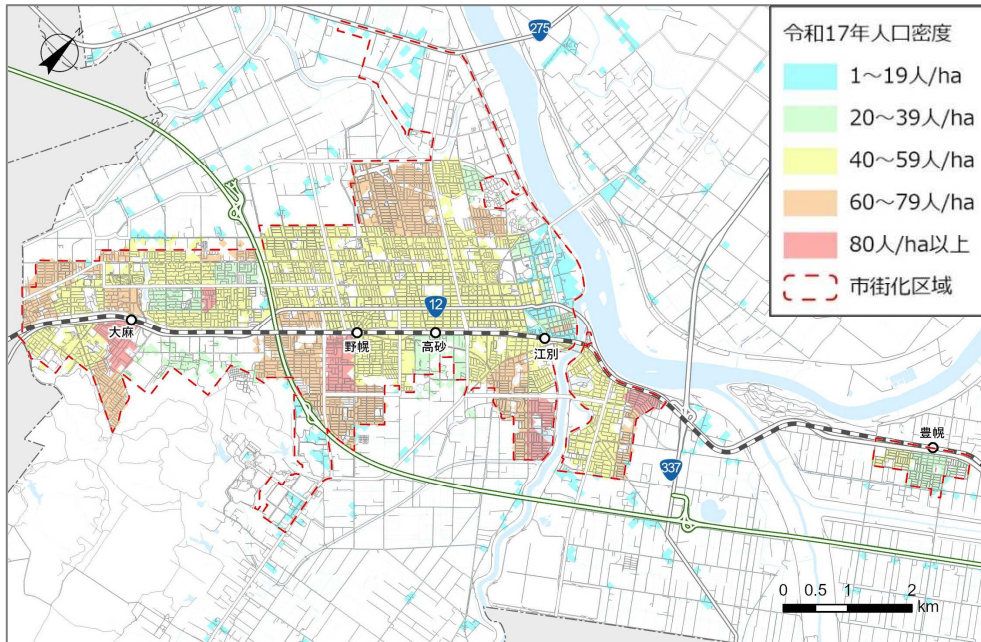 275
令和17年人口密度
1～19人/ha
20～39人/ha
40～59人/ha
60～79人/ha
80人/ha以上
市街化区域
12
大麻
野幌
高砂
江別
豊幌
337
0 0.5 1 2
km